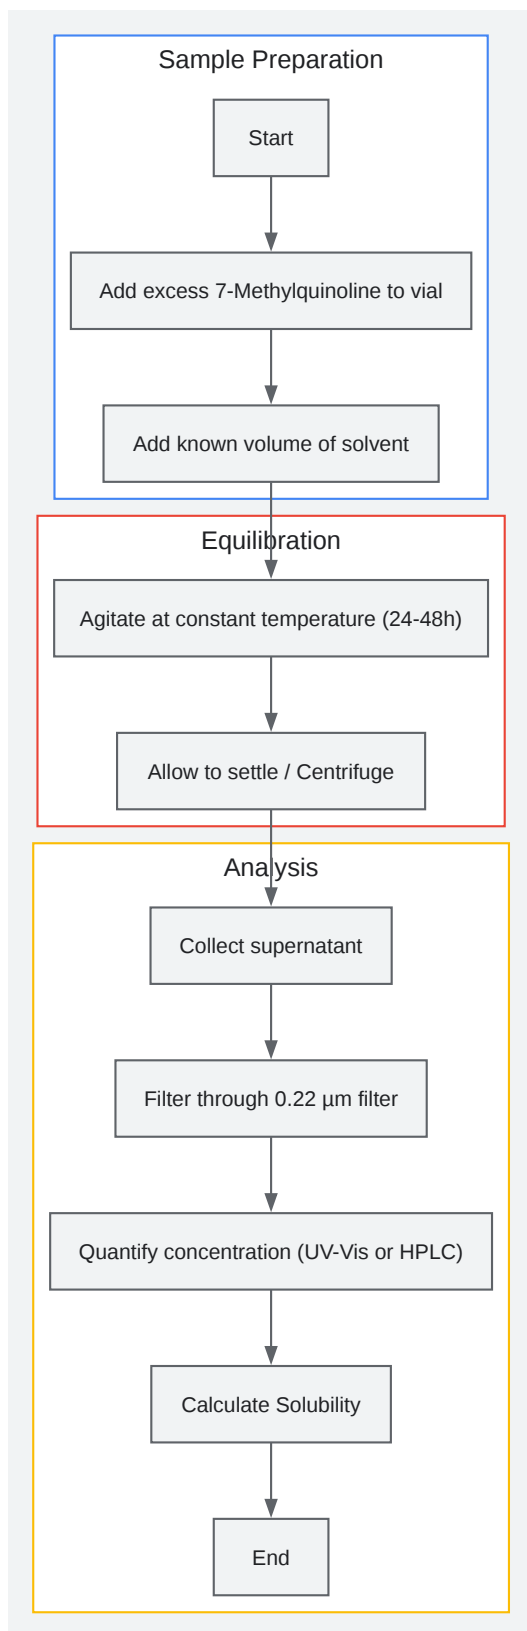 Sample Preparation
Start
Add excess 7-Methylquinoline to vial
Add known volume of solvent
Equilibration
Agitate at constant temperature (24-48h)
Allow to settle / Centrifuge
Analysis
Collect supernatant
Filter through 0.22 µm filter
Quantify concentration (UV-Vis or HPLC)
Calculate Solubility
End